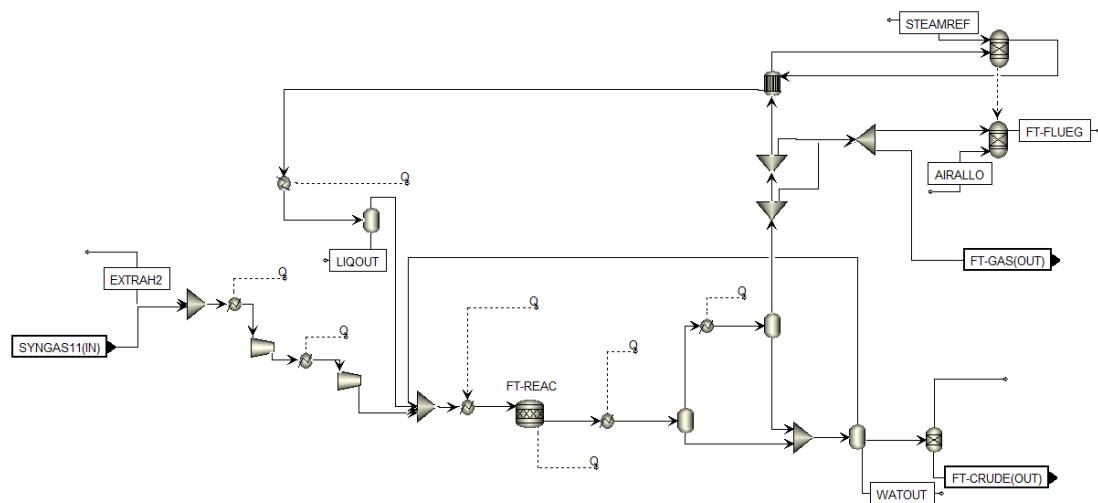 STEAMREF
FT-FLUEG
AIRALLO
Q
LIQOUT
FT-GAS(OUT)
EXTRAH2
Q
Q
Q
Q
SYNGAS11(IN)
Q
FT-REAC
Q
FT-CRUDE(OUT)
WATOUT